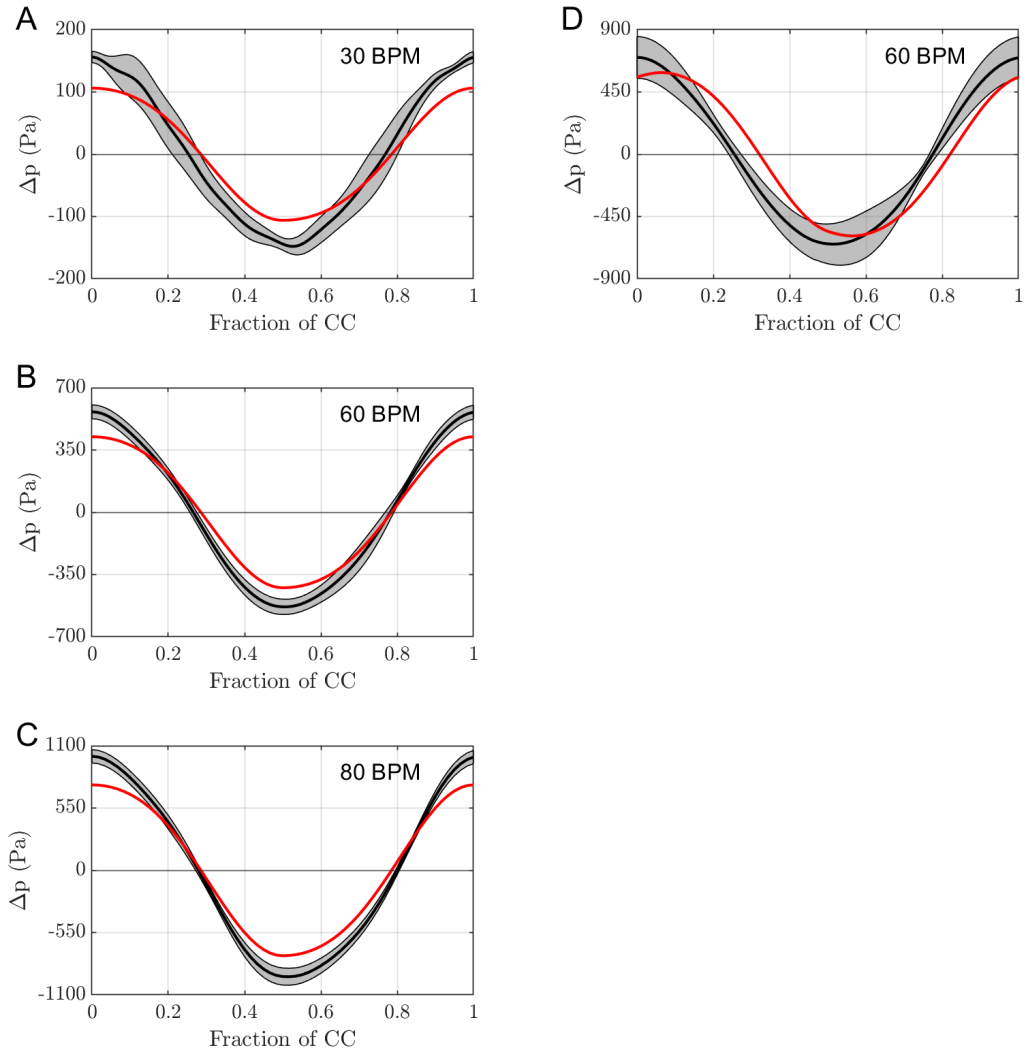 A
30 BPM
200
100
0
-100
-200
Δp (Pa)
0 0.2 0.4 0.6 0.8 1
Fraction of CC
D
60 BPM
900
450
0
-450
-900
Δp (Pa)
0 0.2 0.4 0.6 0.8 1
Fraction of CC
B
60 BPM
700
350
0
-350
-700
Δp (Pa)
0 0.2 0.4 0.6 0.8 1
Fraction of CC
C
80 BPM
1100
550
0
-550
-1100
Δp (Pa)
0 0.2 0.4 0.6 0.8 1
Fraction of CC